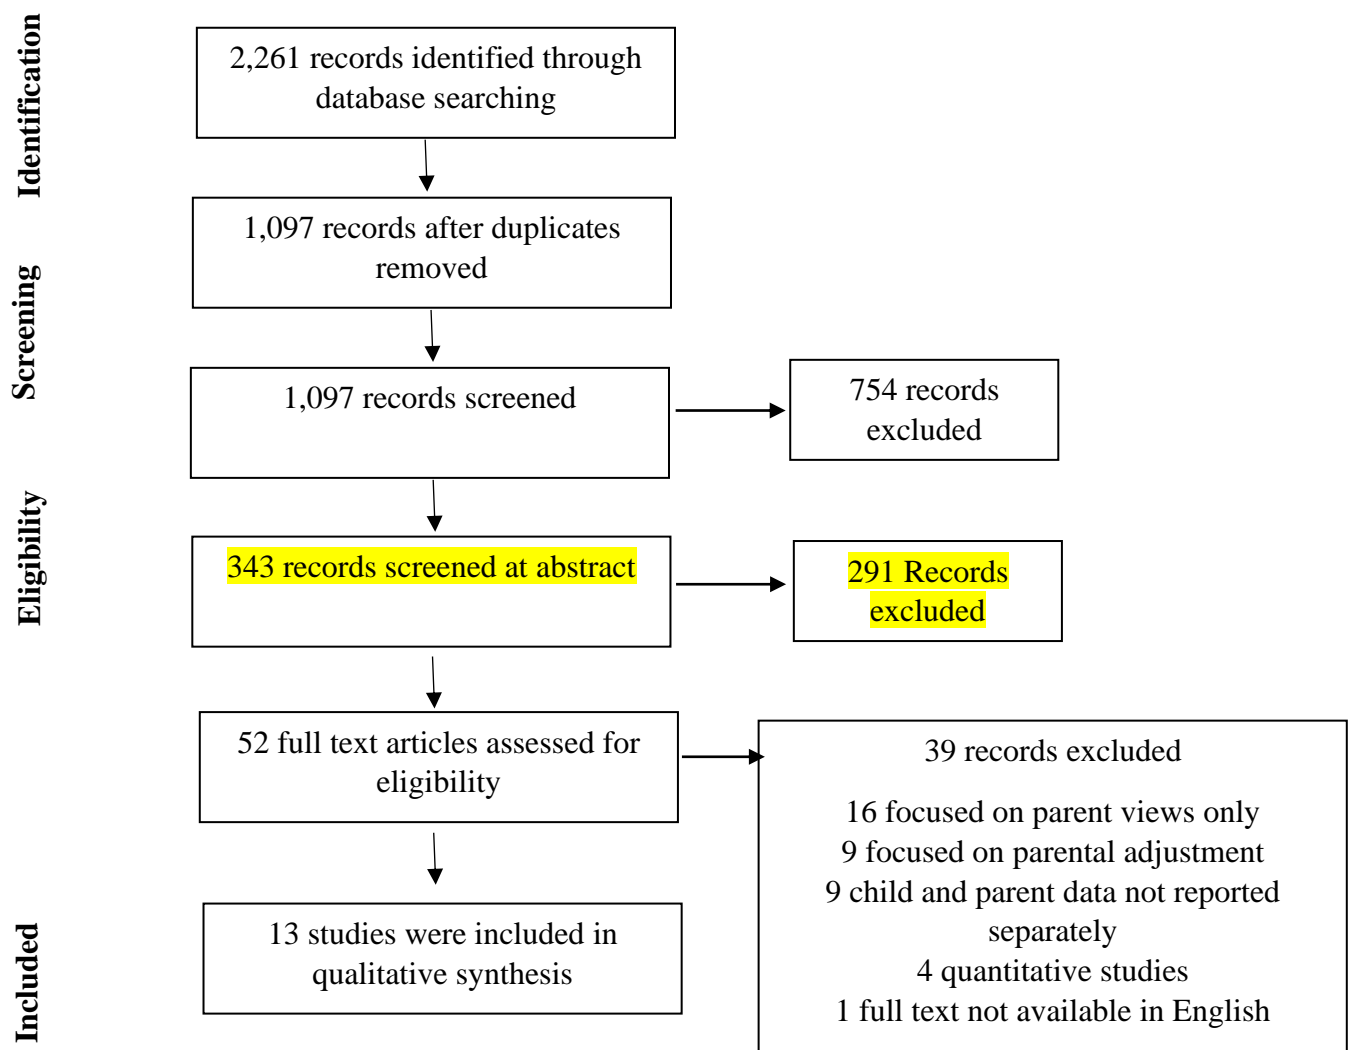 Identification
2,261 records identified through
database searching
1,097 records after duplicates
removed
Screening
1,097 records screened
754 records
excluded
Eligibility
343 records screened at abstract
291 Records
excluded
52 full text articles assessed for
eligibility
39 records excluded
16 focused on parent views only
9 focused on parental adjustment
9 child and parent data not reported
separately
4 quantitative studies
1 full text not available in English
Included
13 studies were included in
qualitative synthesis